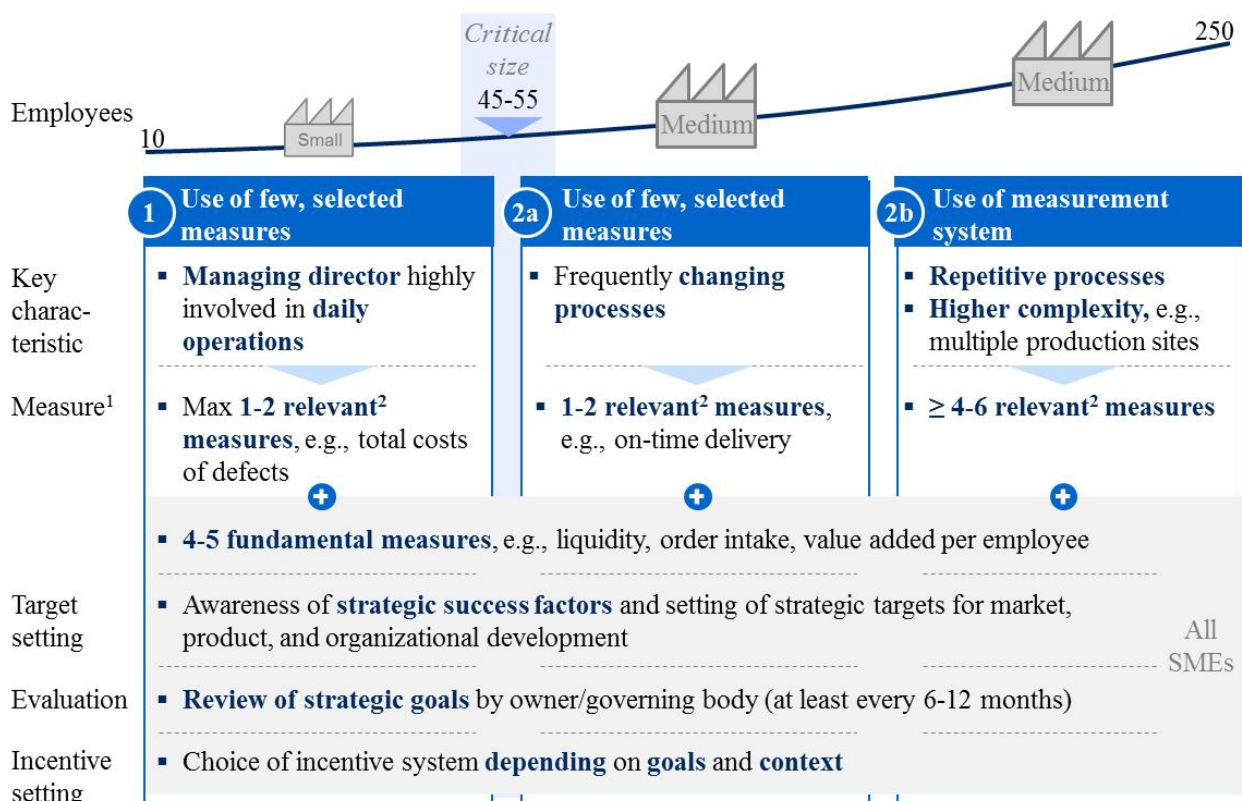 Critical
size
45-55
250
Employees
10
Small
Medium
Medium
1 Use of few, selected
measures
2a Use of few, selected
measures
2b Use of measurement
system
Key
charac-
teristic
▪ Managing director highly
involved in daily
operations
▪ Frequently changing
processes
▪ Repetitive processes
▪ Higher complexity, e.g.,
multiple production sites
Measure¹
▪ Max 1-2 relevant²
measures, e.g., total costs
of defects
▪ 1-2 relevant² measures,
e.g., on-time delivery
▪ ≥ 4-6 relevant² measures
▪ 4-5 fundamental measures, e.g., liquidity, order intake, value added per employee
Target
setting
▪ Awareness of strategic success factors and setting of strategic targets for market,
product, and organizational development
All
SMEs
Evaluation
▪ Review of strategic goals by owner/governing body (at least every 6-12 months)
Incentive
setting
▪ Choice of incentive system depending on goals and context